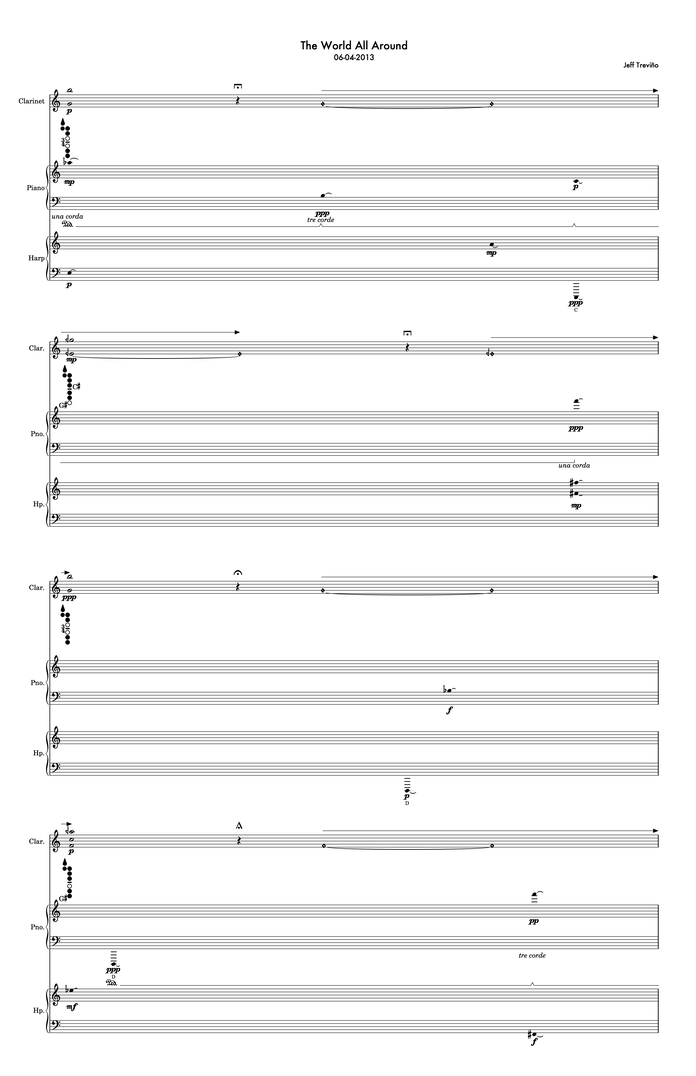 The World All Around
06-04-2013
Jeff Treviño
Clarinet
p
mp
Piano
p
ppp
una corda
tre corde
Harp
mp
p
ppp
C
Clar.
mp
C#
G#
Pno.
ppp
una corda
Hp.
mp
Clar.
ppp
Pno.
f
Hp.
p
D
Clar.
p
G#
Pno.
pp
tre corde
ppp
D
Hp.
mf
f